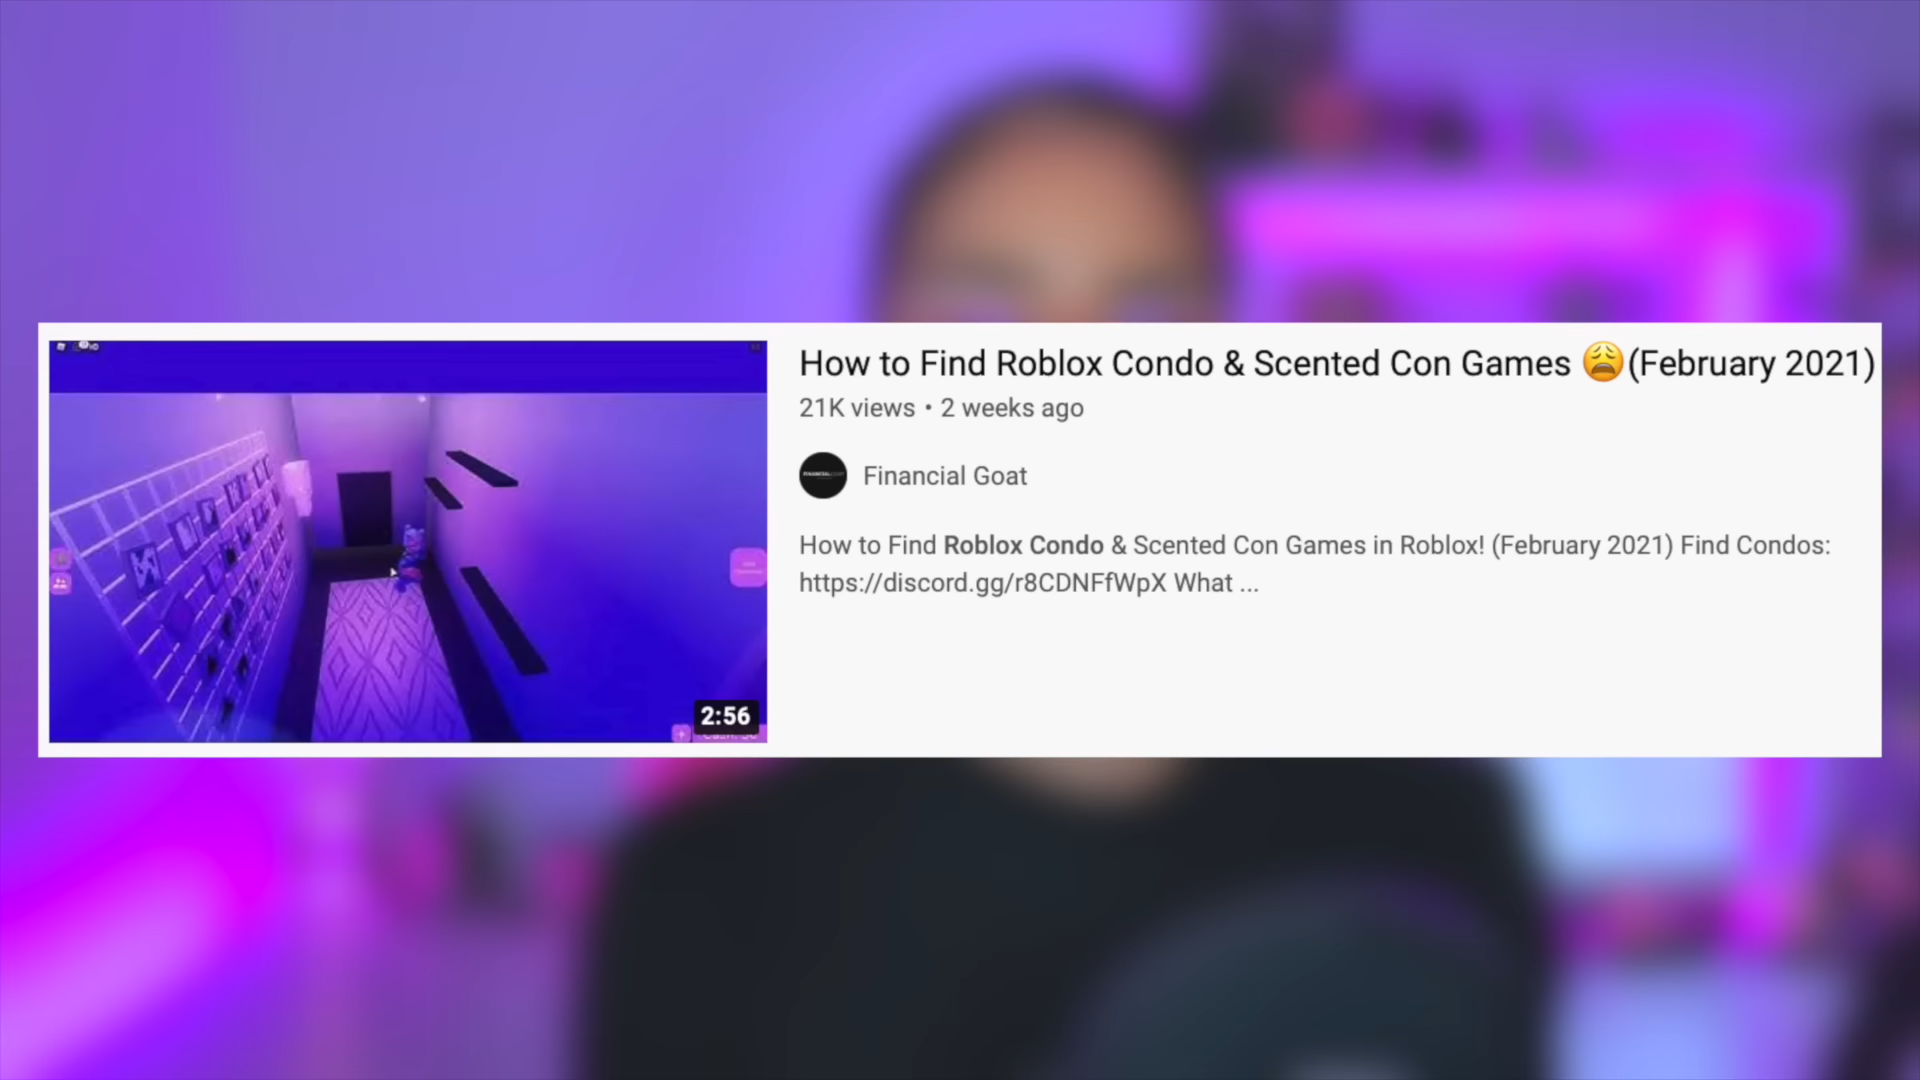 How to Find Roblox Condo & Scented Con Games 😩(February 2021)
21K views • 2 weeks ago
Financial Goat
How to Find Roblox Condo & Scented Con Games in Roblox! (February 2021) Find Condos:
https://discord.gg/r8CDNFfWpX What ...
2:56